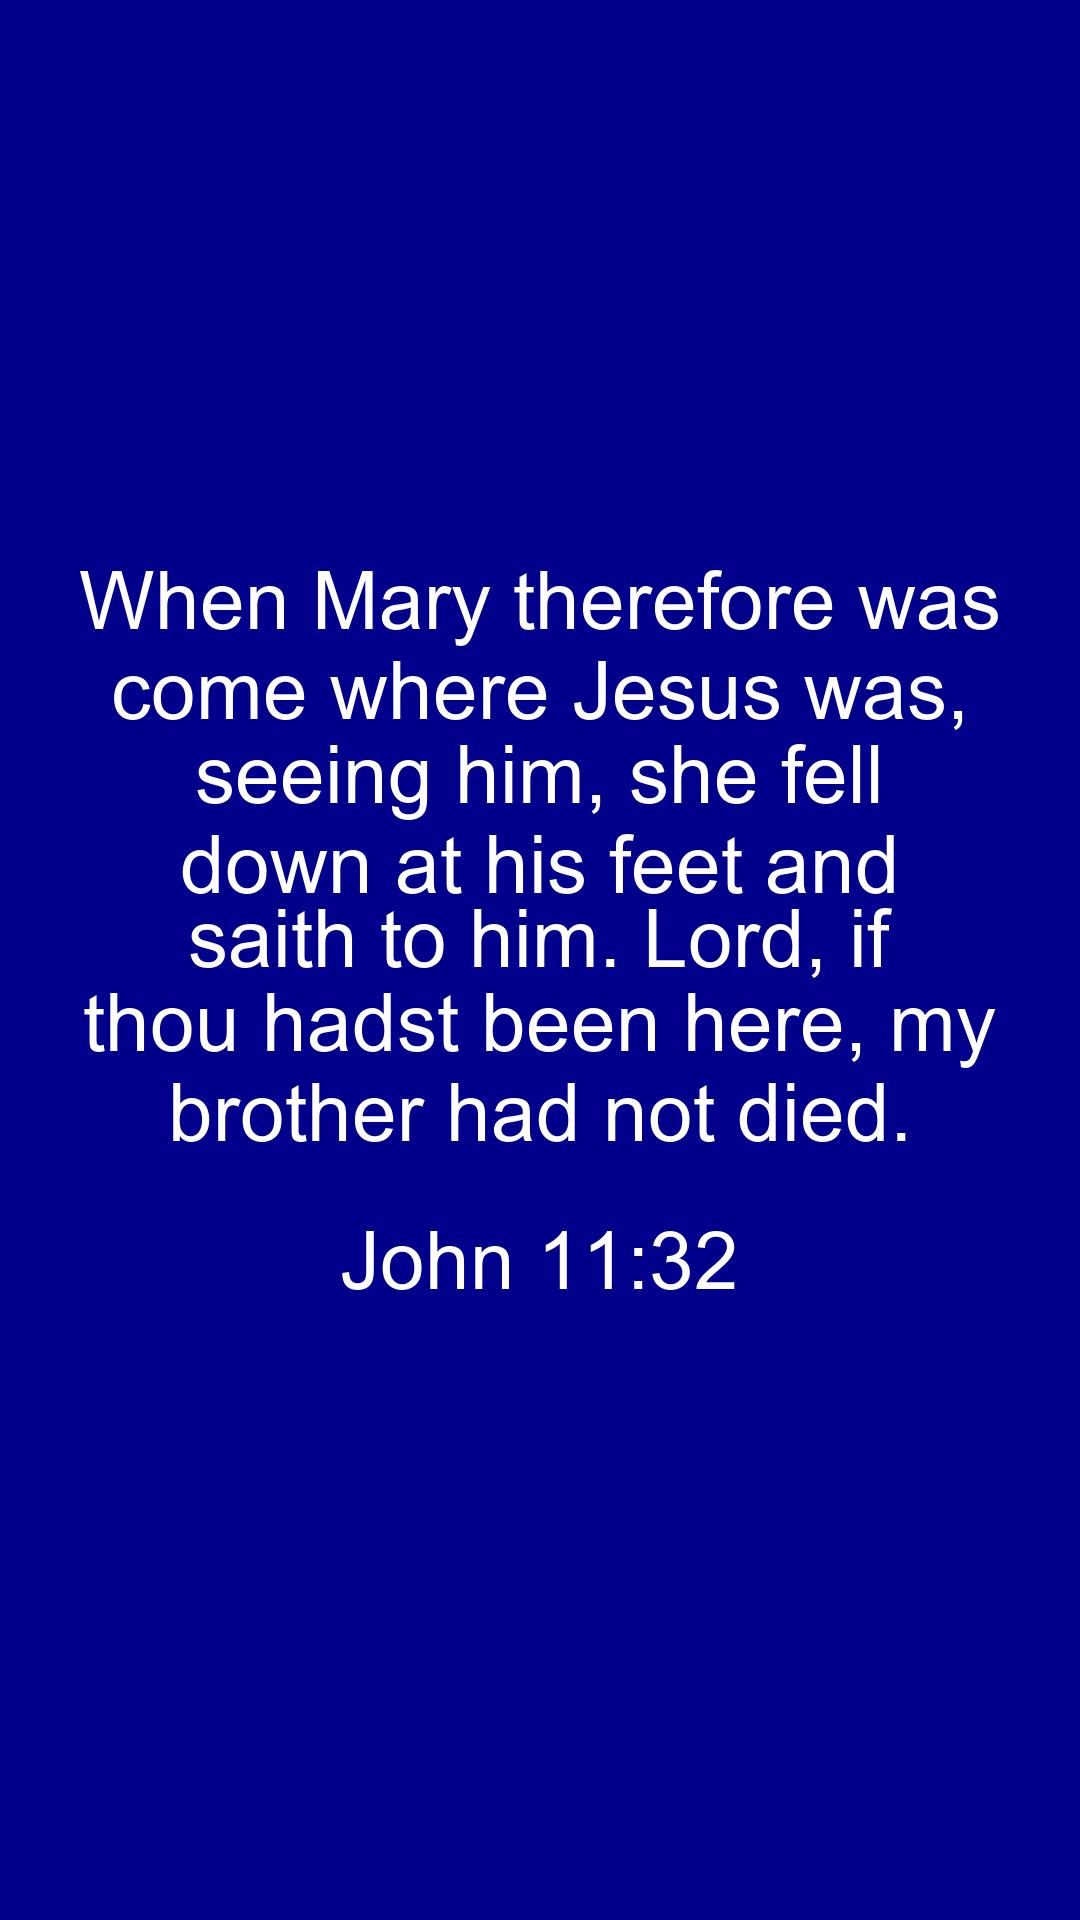 When Mary therefore was
come where Jesus was,
seeing him, she fell
down at his feet and
saith to him. Lord, if
thou hadst been here, my
brother had not died.
John 11:32